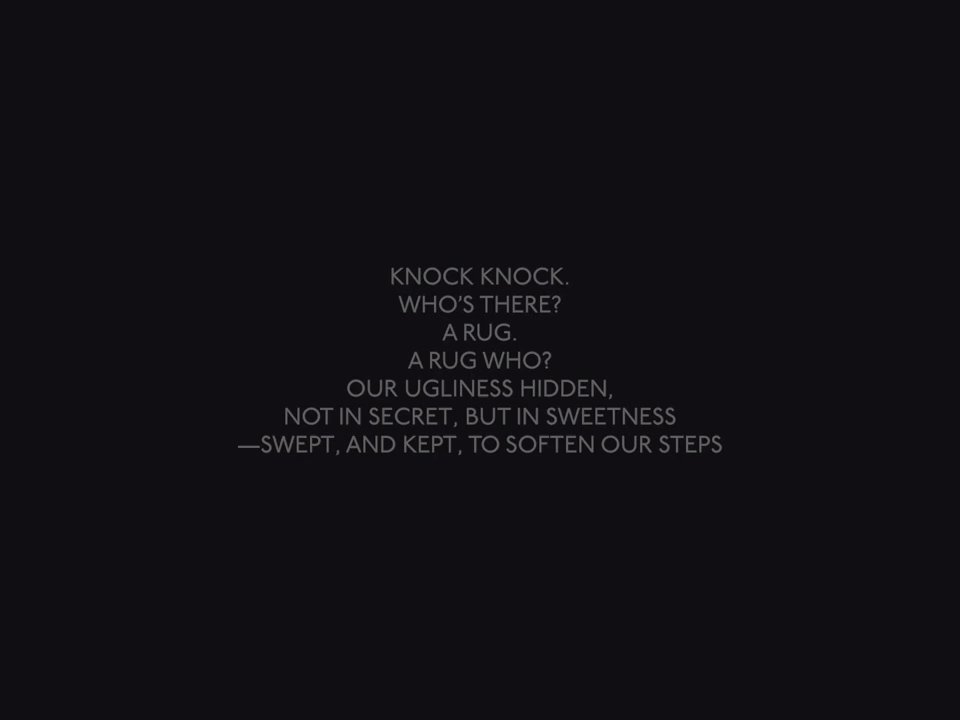 KNOCK KNOCK.
WHO’S THERE?
A RUG.
A RUG WHO?
OUR UGLINESS HIDDEN,
NOT IN SECRET, BUT IN SWEETNESS
—SWEPT, AND KEPT, TO SOFTEN OUR STEPS